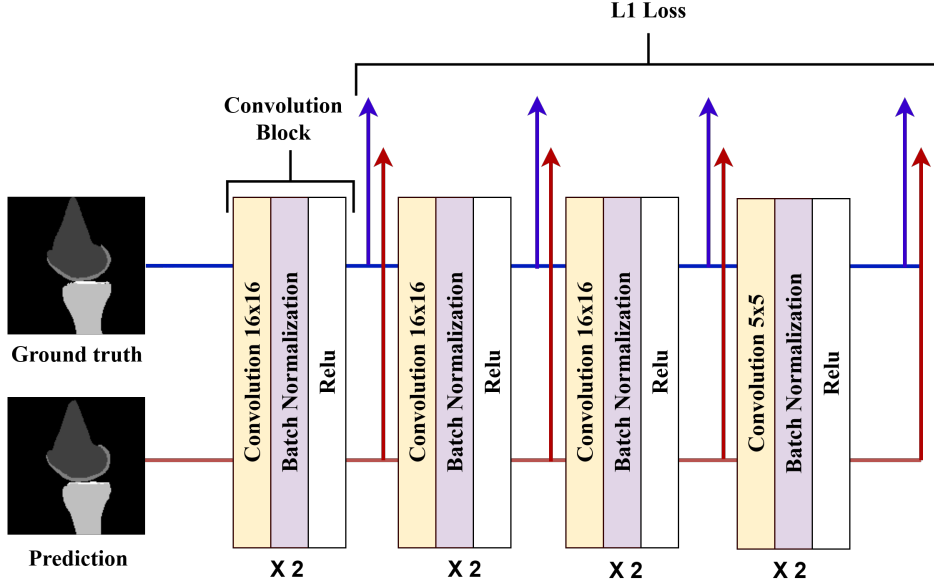 L1 Loss
Convolution
Block
Ground truth
Prediction
Convolution 16x16
Batch Normalization
Relu
X 2
Convolution 16x16
Batch Normalization
Relu
X 2
Convolution 16x16
Batch Normalization
Relu
X 2
Convolution 5x5
Batch Normalization
Relu
X 2